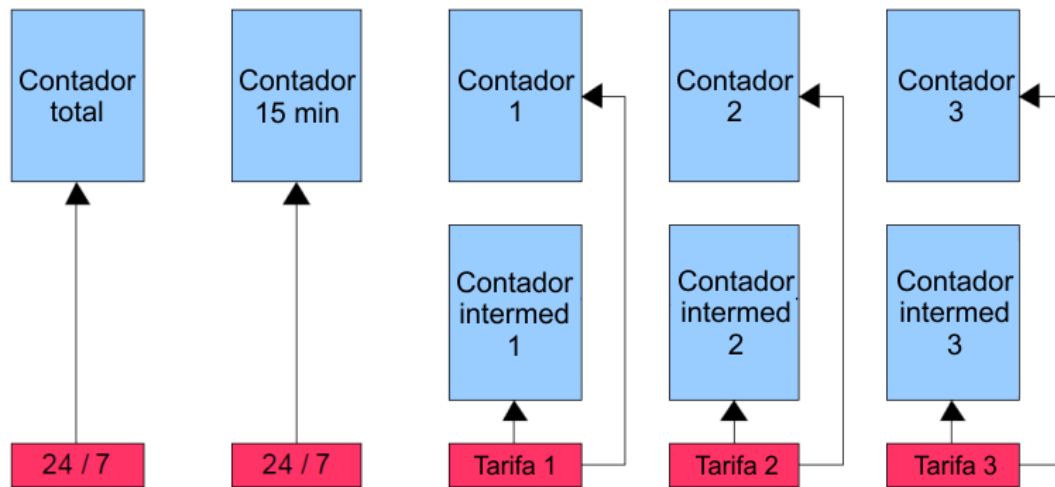 Contador
total
Contador
15 min
Contador
1
Contador
2
Contador
3
Contador
intermed
1
Contador
intermed
2
Contador
intermed
3
24 / 7
24 / 7
Tarifa 1
Tarifa 2
Tarifa 3